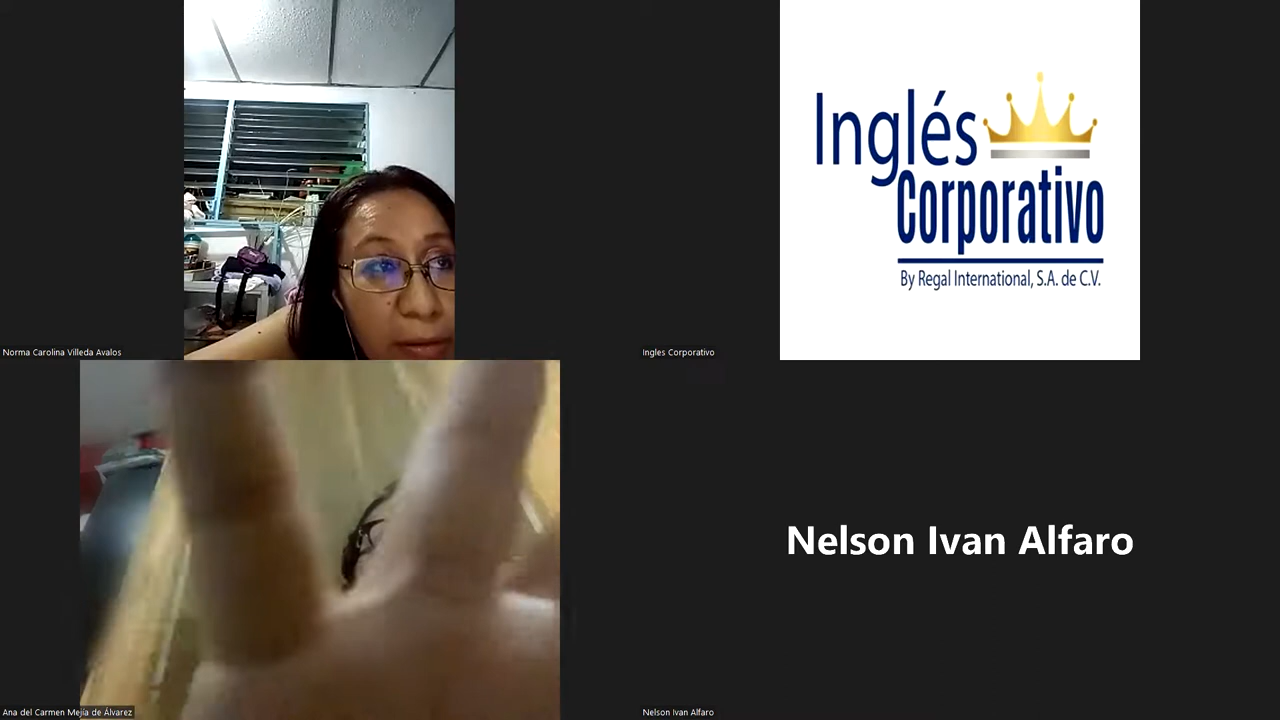 Inglés
Corporativo
By Regal International, S.A. de C.V.
Norma Carolina Villeda Avalos
Ingles Corporativo
Nelson Ivan Alfaro
Ana del Carmen Mejía de Álvarez
Nelson Ivan Alfaro